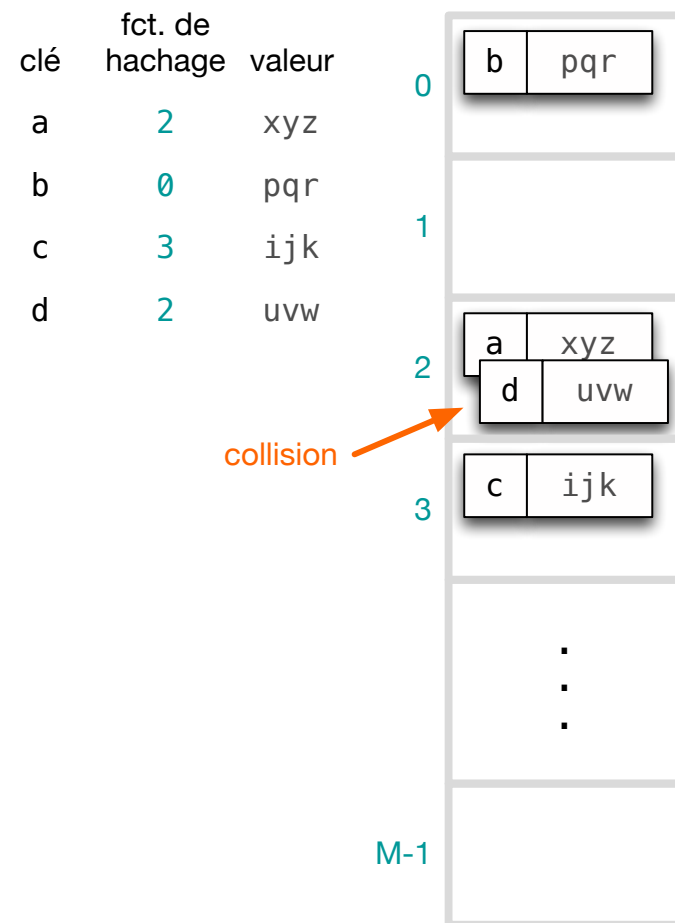 fct. de
clé hachage valeur
a 2 xyz
b 0 pqr
c 3 ijk
d 2 uvw
0 b pqr
1
2 a xyz
d uvw
collision
3 c ijk
.
.
.
M-1